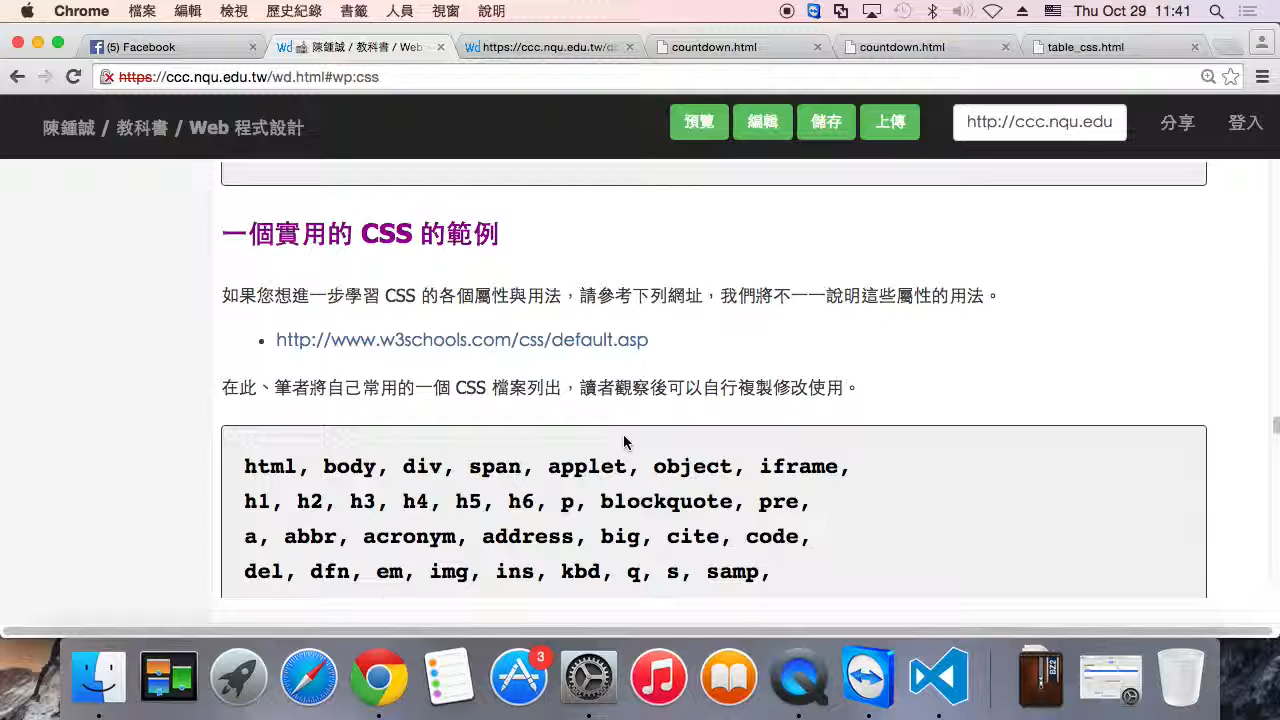 Chrome 檔案 編輯 檢視 歷史紀錄 書籤 人員 視窗 說明 Thu Oct 29 11:41
(5) Facebook
陳鍾誠 / 教科書 / Web
https://ccc.nqu.edu.tw/d
countdown.html
countdown.html
table_css.html
https://ccc.nqu.edu.tw/wd.html#wp:css
陳鍾誠 / 教科書 / Web 程式設計 預覽 編輯 儲存 上傳 http://ccc.nqu.edu 分享 登入
一個實用的 CSS 的範例
如果您想進一步學習 CSS 的各個屬性與用法，請參考下列網址，我們將不一一說明這些屬性的用法。
• http://www.w3schools.com/css/default.asp
在此、筆者將自己常用的一個 CSS 檔案列出，讀者觀察後可以自行複製修改使用。
html, body, div, span, applet, object, iframe,
h1, h2, h3, h4, h5, h6, p, blockquote, pre,
a, abbr, acronym, address, big, cite, code,
del, dfn, em, img, ins, kbd, q, s, samp,
3